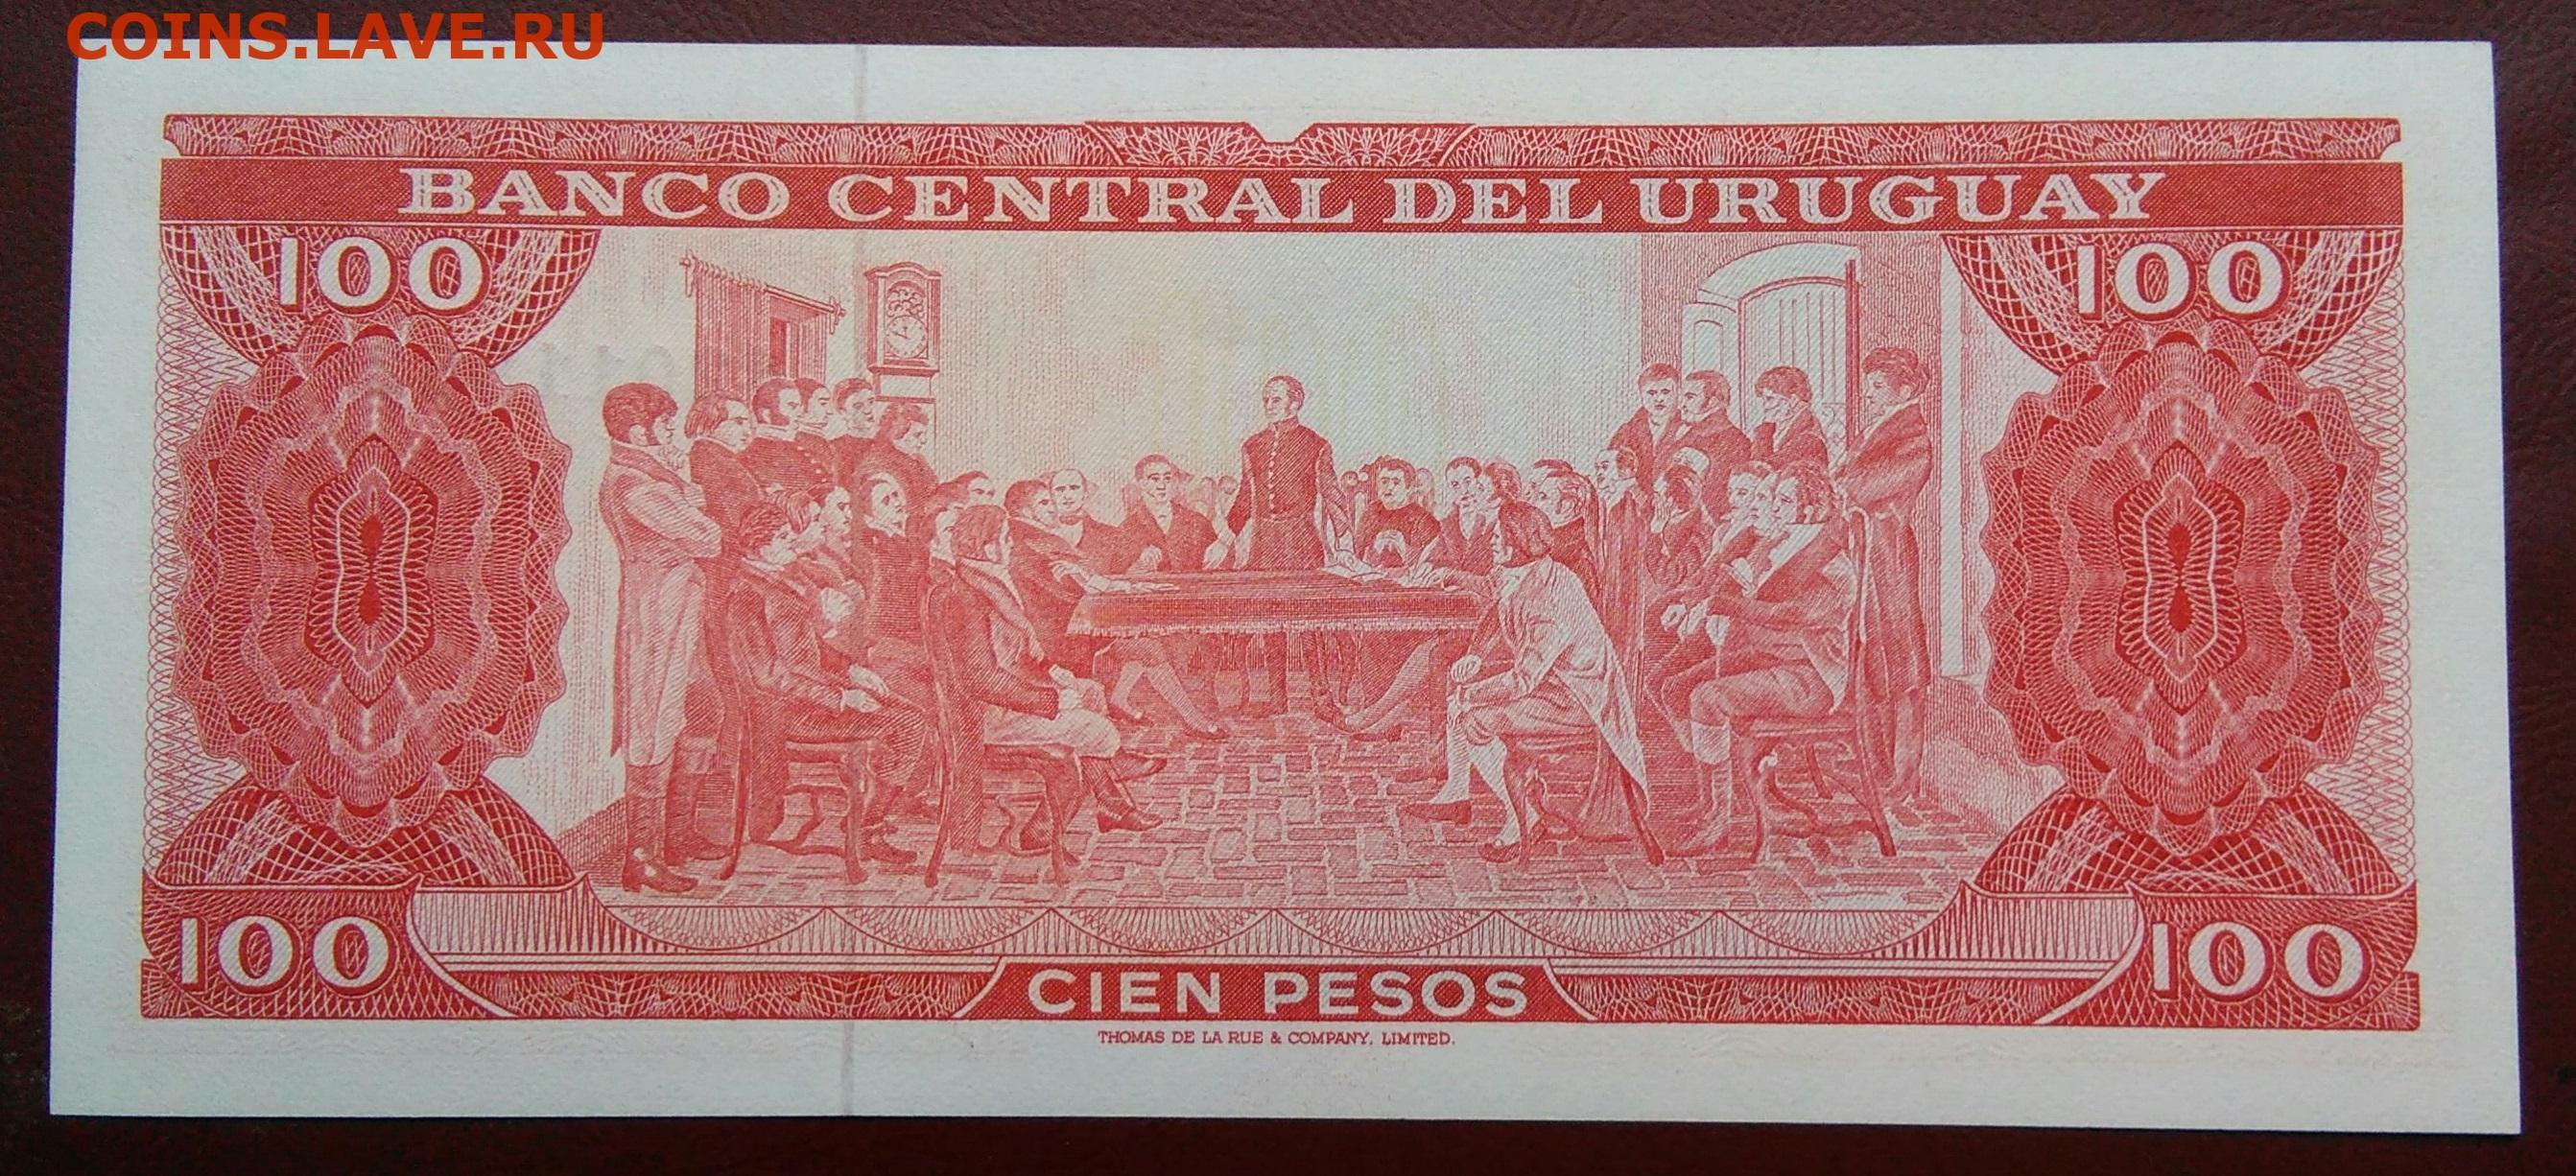 COINS.LAVE.RU
BANCO CENTRAL DEL URUGUAY
100 100
100 100
CIEN PESOS
THOMAS DE LA RUE & COMPANY, LIMITED.